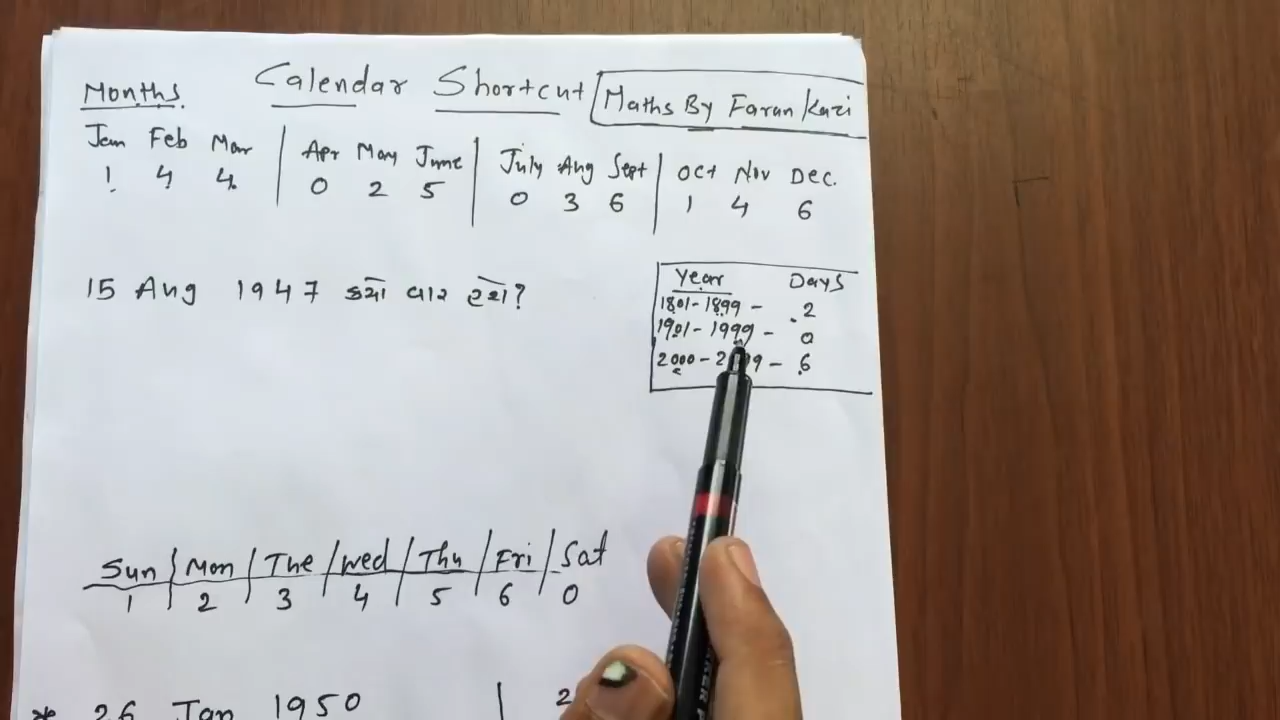 Calendar Shortcut
Maths By Faran Kazi
Months.
Jan Feb Mar Apr May June July Aug Sept Oct Nov Dec.
1 4 4 0 2 5 0 3 6 1 4 6
15 Aug 1947 કયો વાર હશે?
Year Days
1801-1899 - 2
1901-1999 - 0
2000- - 6
Sun Mon Tue Wed Thu Fri Sat
1 2 3 4 5 6 0
* 26 Jan 1950
2